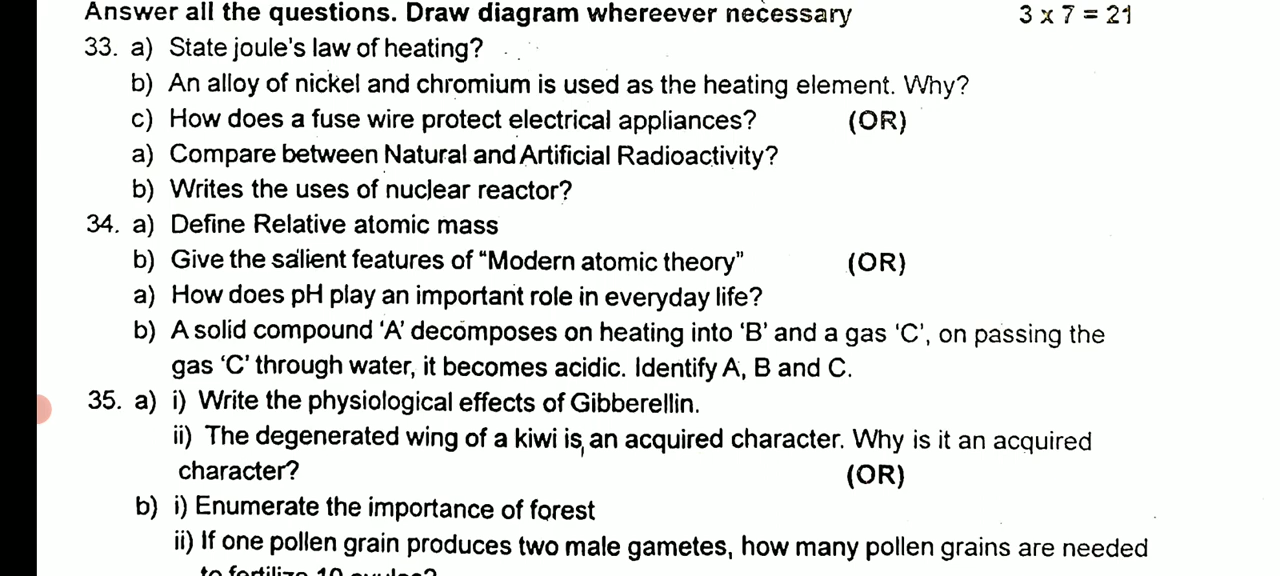 Answer all the questions. Draw diagram whereever necessary 3 x 7 = 21
33. a) State joule's law of heating?
b) An alloy of nickel and chromium is used as the heating element. Why?
c) How does a fuse wire protect electrical appliances? (OR)
a) Compare between Natural and Artificial Radioactivity?
b) Writes the uses of nuclear reactor?
34. a) Define Relative atomic mass
b) Give the salient features of "Modern atomic theory" (OR)
a) How does pH play an important role in everyday life?
b) A solid compound 'A' decomposes on heating into 'B' and a gas 'C', on passing the
gas 'C' through water, it becomes acidic. Identify A, B and C.
35. a) i) Write the physiological effects of Gibberellin.
ii) The degenerated wing of a kiwi is an acquired character. Why is it an acquired
character? (OR)
b) i) Enumerate the importance of forest
ii) If one pollen grain produces two male gametes, how many pollen grains are needed
to fertilize 10 ovules?